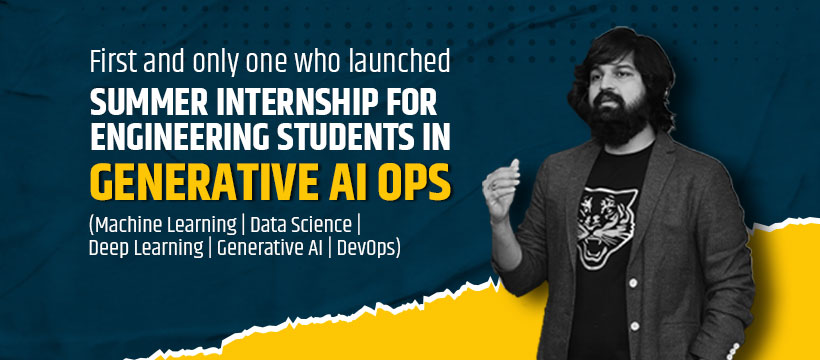 First and only one who launched
SUMMER INTERNSHIP FOR
ENGINEERING STUDENTS IN
GENERATIVE AI OPS
(Machine Learning | Data Science |
Deep Learning | Generative AI | DevOps)